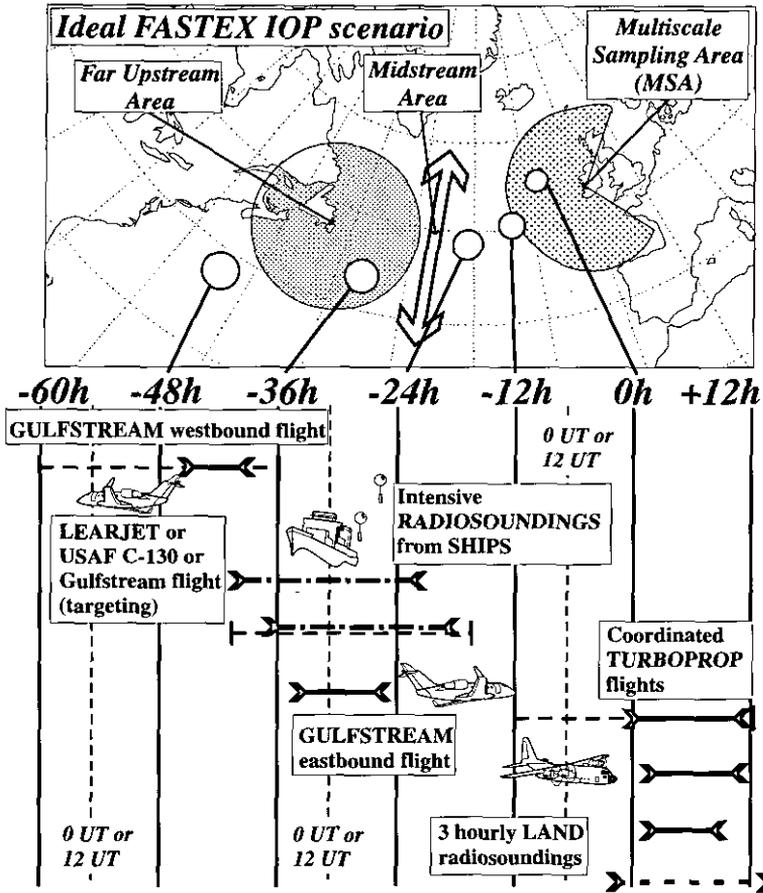 Ideal FASTEX IOP scenario
Far Upstream
Area
Midstream
Area
Multiscale
Sampling Area
(MSA)
-60h -48h -36h -24h -12h 0h +12h
GULFSTREAM westbound flight
0 UT or
12 UT
LEARJET or
USAF C-130 or
Gulfstream flight
(targeting)
Intensive
RADIOSOUNDINGS
from SHIPS
Coordinated
TURBOPROP
flights
GULFSTREAM
eastbound flight
0 UT or
12 UT
0 UT or
12 UT
3 hourly LAND
radiosoundings